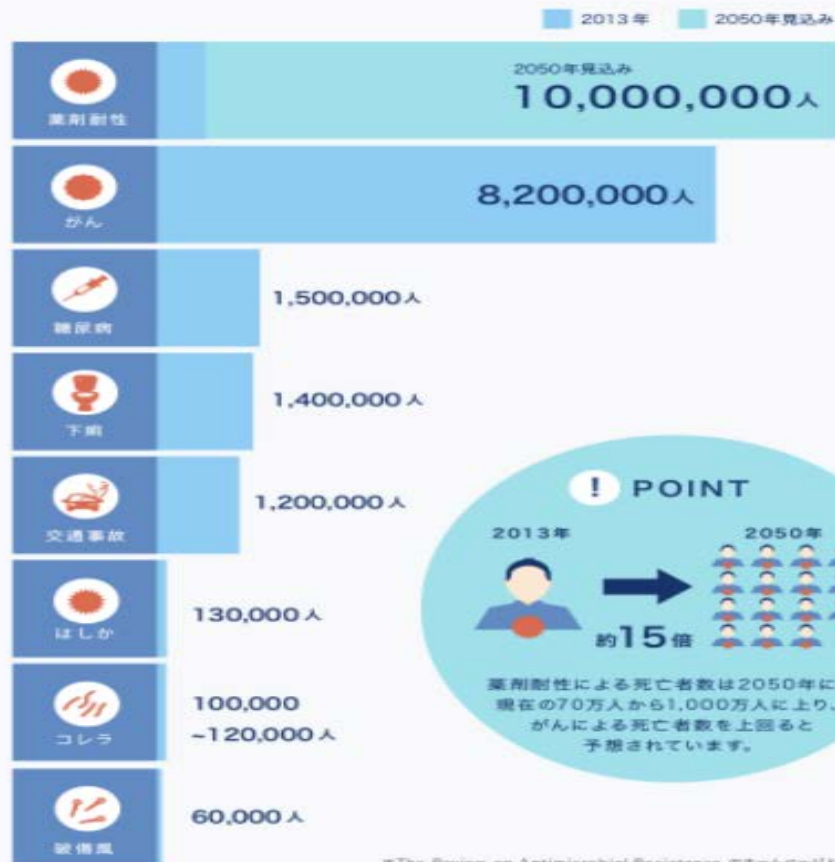 2013年 2050年見込み
薬剤耐性
2050年見込み
10,000,000人
がん
8,200,000人
糖尿病
1,500,000人
下痢
1,400,000人
交通事故
1,200,000人
はしか
130,000人
コレラ
100,000
~120,000人
破傷風
60,000人
! POINT
2013年 2050年
約15倍
薬剤耐性による死亡者数は2050年に
現在の70万人から1,000万人に上り、
がんによる死亡者数を上回ると
予想されています。